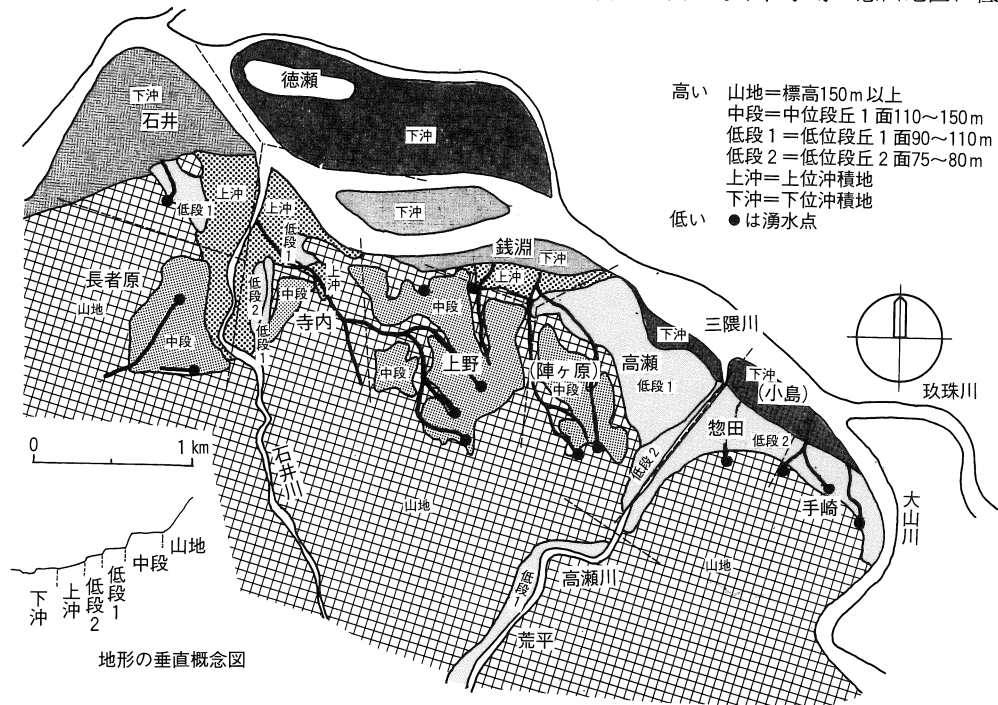 高い 山地=標高150m以上
中段=中位段丘1面110~150m
低段1=低位段丘1面90~110m
低段2=低位段丘2面75~80m
上沖=上位沖積地
下沖=下位沖積地
低い ●は湧水点
徳瀬
下沖
石井
下沖
上沖
上沖
低段1
低段1
下沖
銭淵
下沖
上沖
上沖
長者原
山地
中段
低段2
低段1
中段
寺内
中段
上野
(陣ヶ原)
中段
高瀬
低段1
下沖
三隈川
下沖
(小島)
玖珠川
惣田
低段2
低段2
手崎
大山川
0 1km
石井川
山地
山地
高瀬川
低段
荒平
山地
中段
低段1
低段2
上沖
下沖
地形の垂直概念図